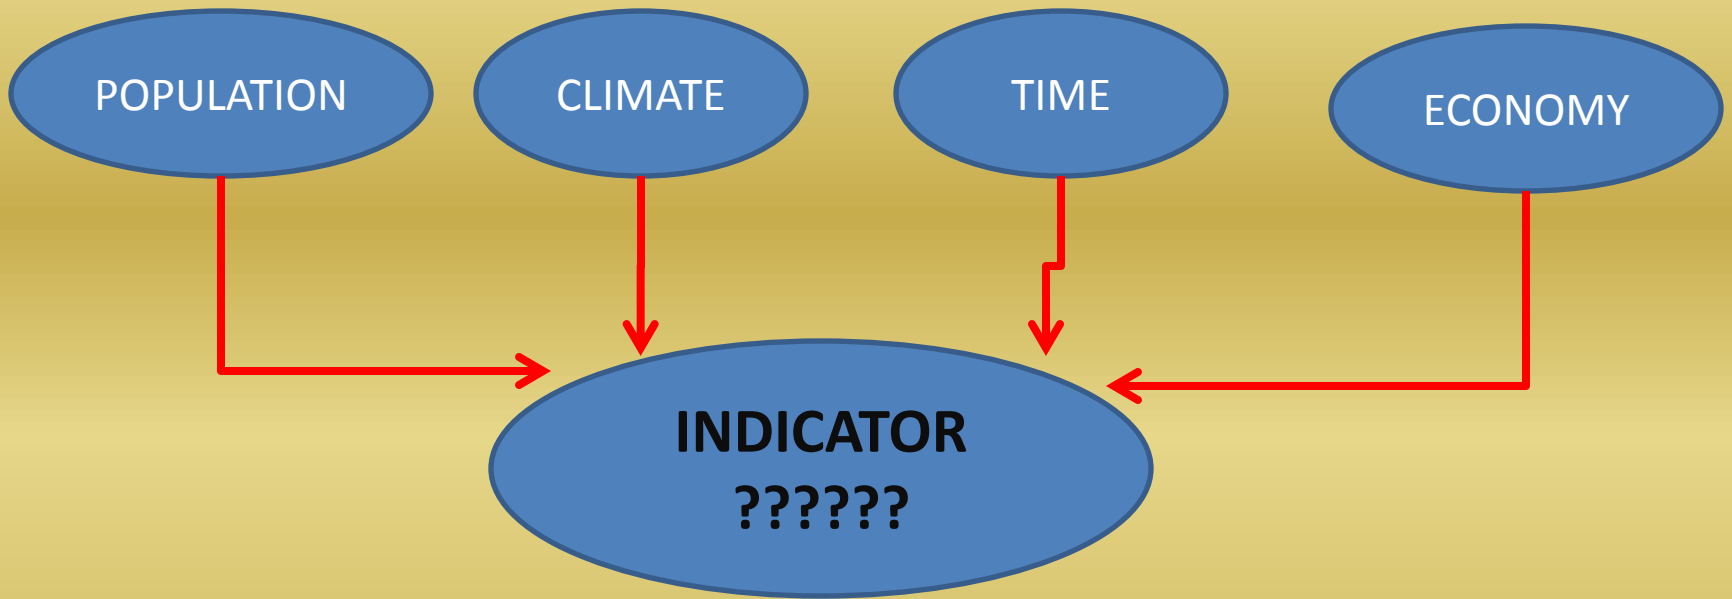 POPULATION
CLIMATE
TIME
ECONOMY
INDICATOR
??????